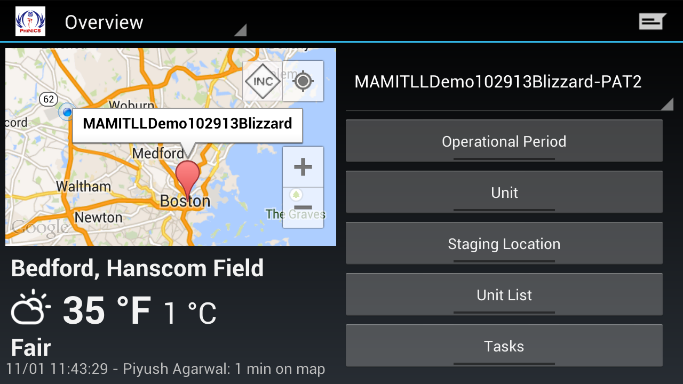 PhiNICS
Overview
INC
62
Woburn
cord
MAMITLLDemo102913Blizzard
Medford
Waltham
Boston
Newton
The Graves
Google
Bedford, Hanscom Field
35 °F 1 °C
Fair
11/01 11:43:29 - Piyush Agarwal: 1 min on map
MAMITLLDemo102913Blizzard-PAT2
Operational Period
Unit
Staging Location
Unit List
Tasks